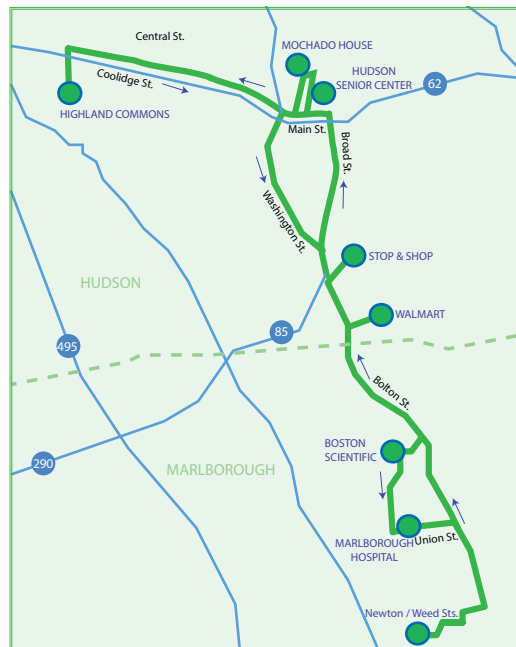 Central St.
MOCHADO HOUSE
Coolidge St.
HUDSON
SENIOR CENTER
62
HIGHLAND COMMONS
Main St.
Broad St.
Washington St.
STOP & SHOP
HUDSON
WALMART
85
495
Bolton St.
BOSTON
SCIENTIFIC
290
MARLBOROUGH
MARLBOROUGH
HOSPITAL
Union St.
Newton / Weed Sts.